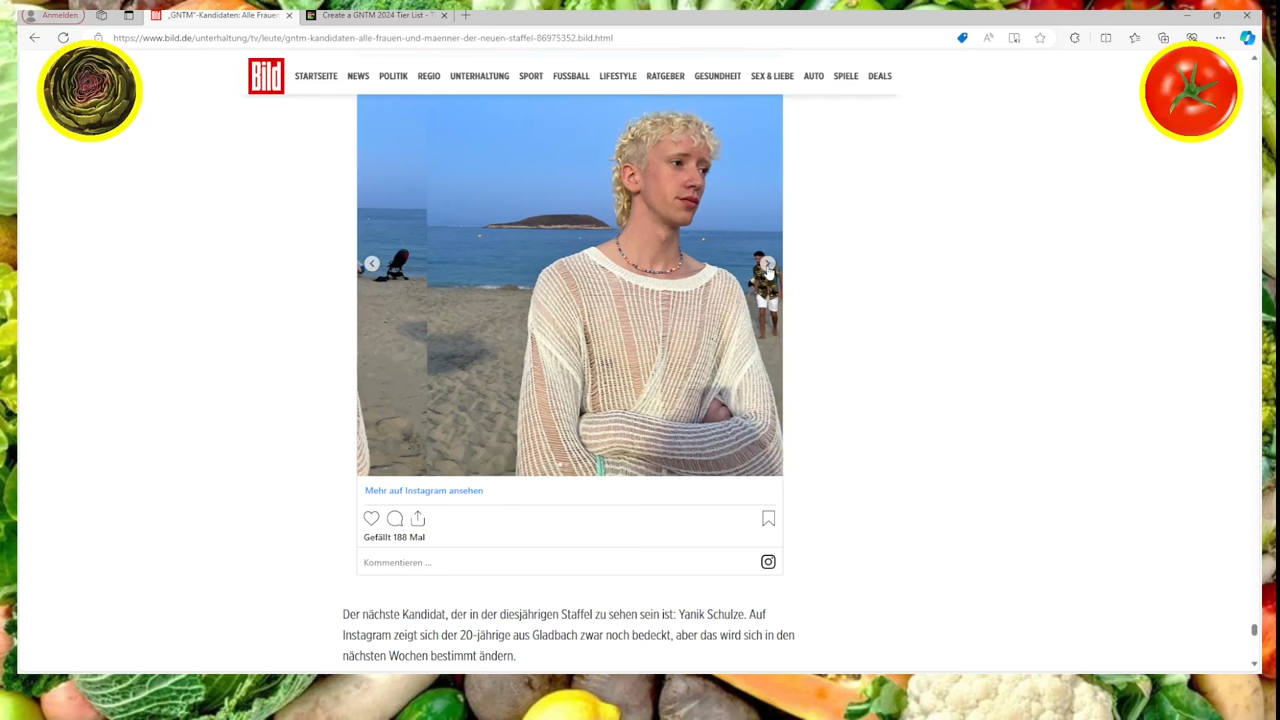 Anmelden
„GNTM"-Kandidaten: Alle Frauen
Create a GNTM 2024 Tier List - T
https://www.bild.de/unterhaltung/tv/leute/gntm-kandidaten-alle-frauen-und-maenner-der-neuen-staffel-86975352.bild.html
Bild
STARTSEITE NEWS POLITIK REGIO UNTERHALTUNG SPORT FUSSBALL LIFESTYLE RATGEBER GESUNDHEIT SEX & LIEBE AUTO SPIELE DEALS
Mehr auf Instagram ansehen
Gefällt 188 Mal
Kommentieren ...
Der nächste Kandidat, der in der diesjährigen Staffel zu sehen sein ist: Yanik Schulze. Auf
Instagram zeigt sich der 20-jährige aus Gladbach zwar noch bedeckt, aber das wird sich in den
nächsten Wochen bestimmt ändern.